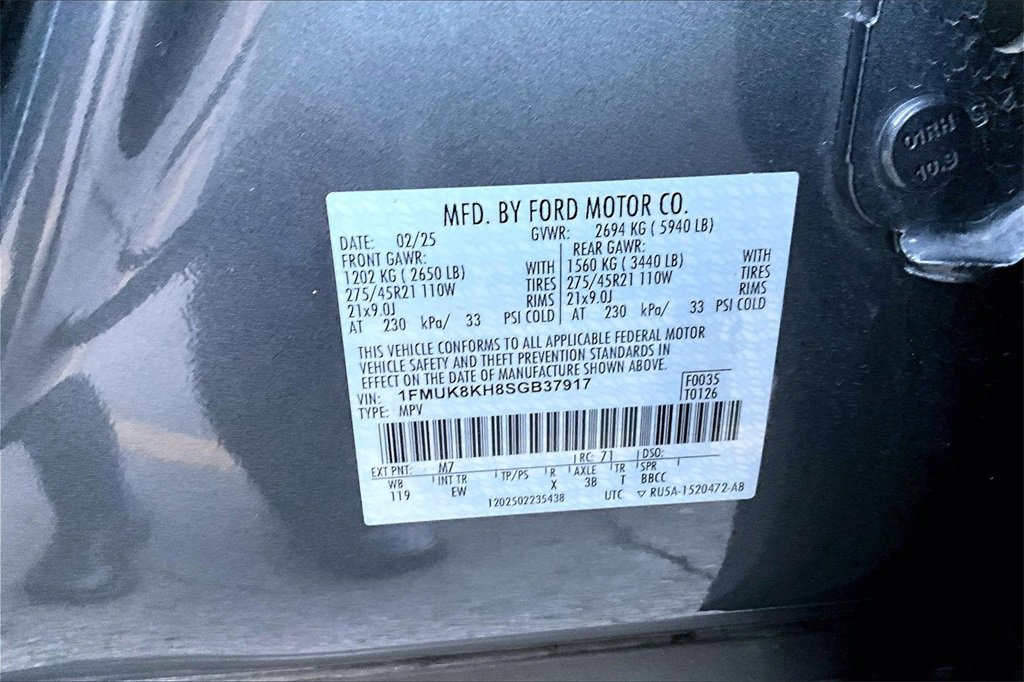 MFD. BY FORD MOTOR CO.
DATE: 02/25 GVWR: 2694 KG ( 5940 LB)
FRONT GAWR: REAR GAWR:
1202 KG ( 2650 LB) WITH 1560 KG ( 3440 LB) WITH
275/45R21 110W TIRES 275/45R21 110W TIRES
21x9.0J RIMS 21x9.0J RIMS
AT 230 kPa/ 33 PSI COLD AT 230 kPa/ 33 PSI COLD
THIS VEHICLE CONFORMS TO ALL APPLICABLE FEDERAL MOTOR
VEHICLE SAFETY AND THEFT PREVENTION STANDARDS IN
EFFECT ON THE DATE OF MANUFACTURE SHOWN ABOVE.
VIN: 1FMUK8KH8SGB37917 F0035
TYPE: MPV T0126
EXT PNT: M7 RC: 71 DSO:
WB INT TR TP/PS R AXLE TR SPR
119 EW X 3B T BBCC
1202502235438 UTC ▽ RU5A-1520472-AB
01RH
10.9